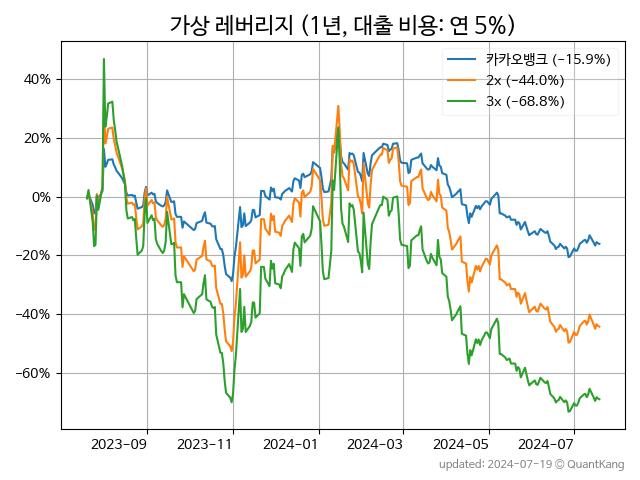 가상 레버리지 (1년, 대출 비용: 연 5%)
카카오뱅크 (−15.9%)
2x (−44.0%)
3x (−68.8%)
40%
20%
0%
−20%
−40%
−60%
2023-09
2023-11
2024-01
2024-03
2024-05
2024-07
updated: 2024-07-19 © QuantKang